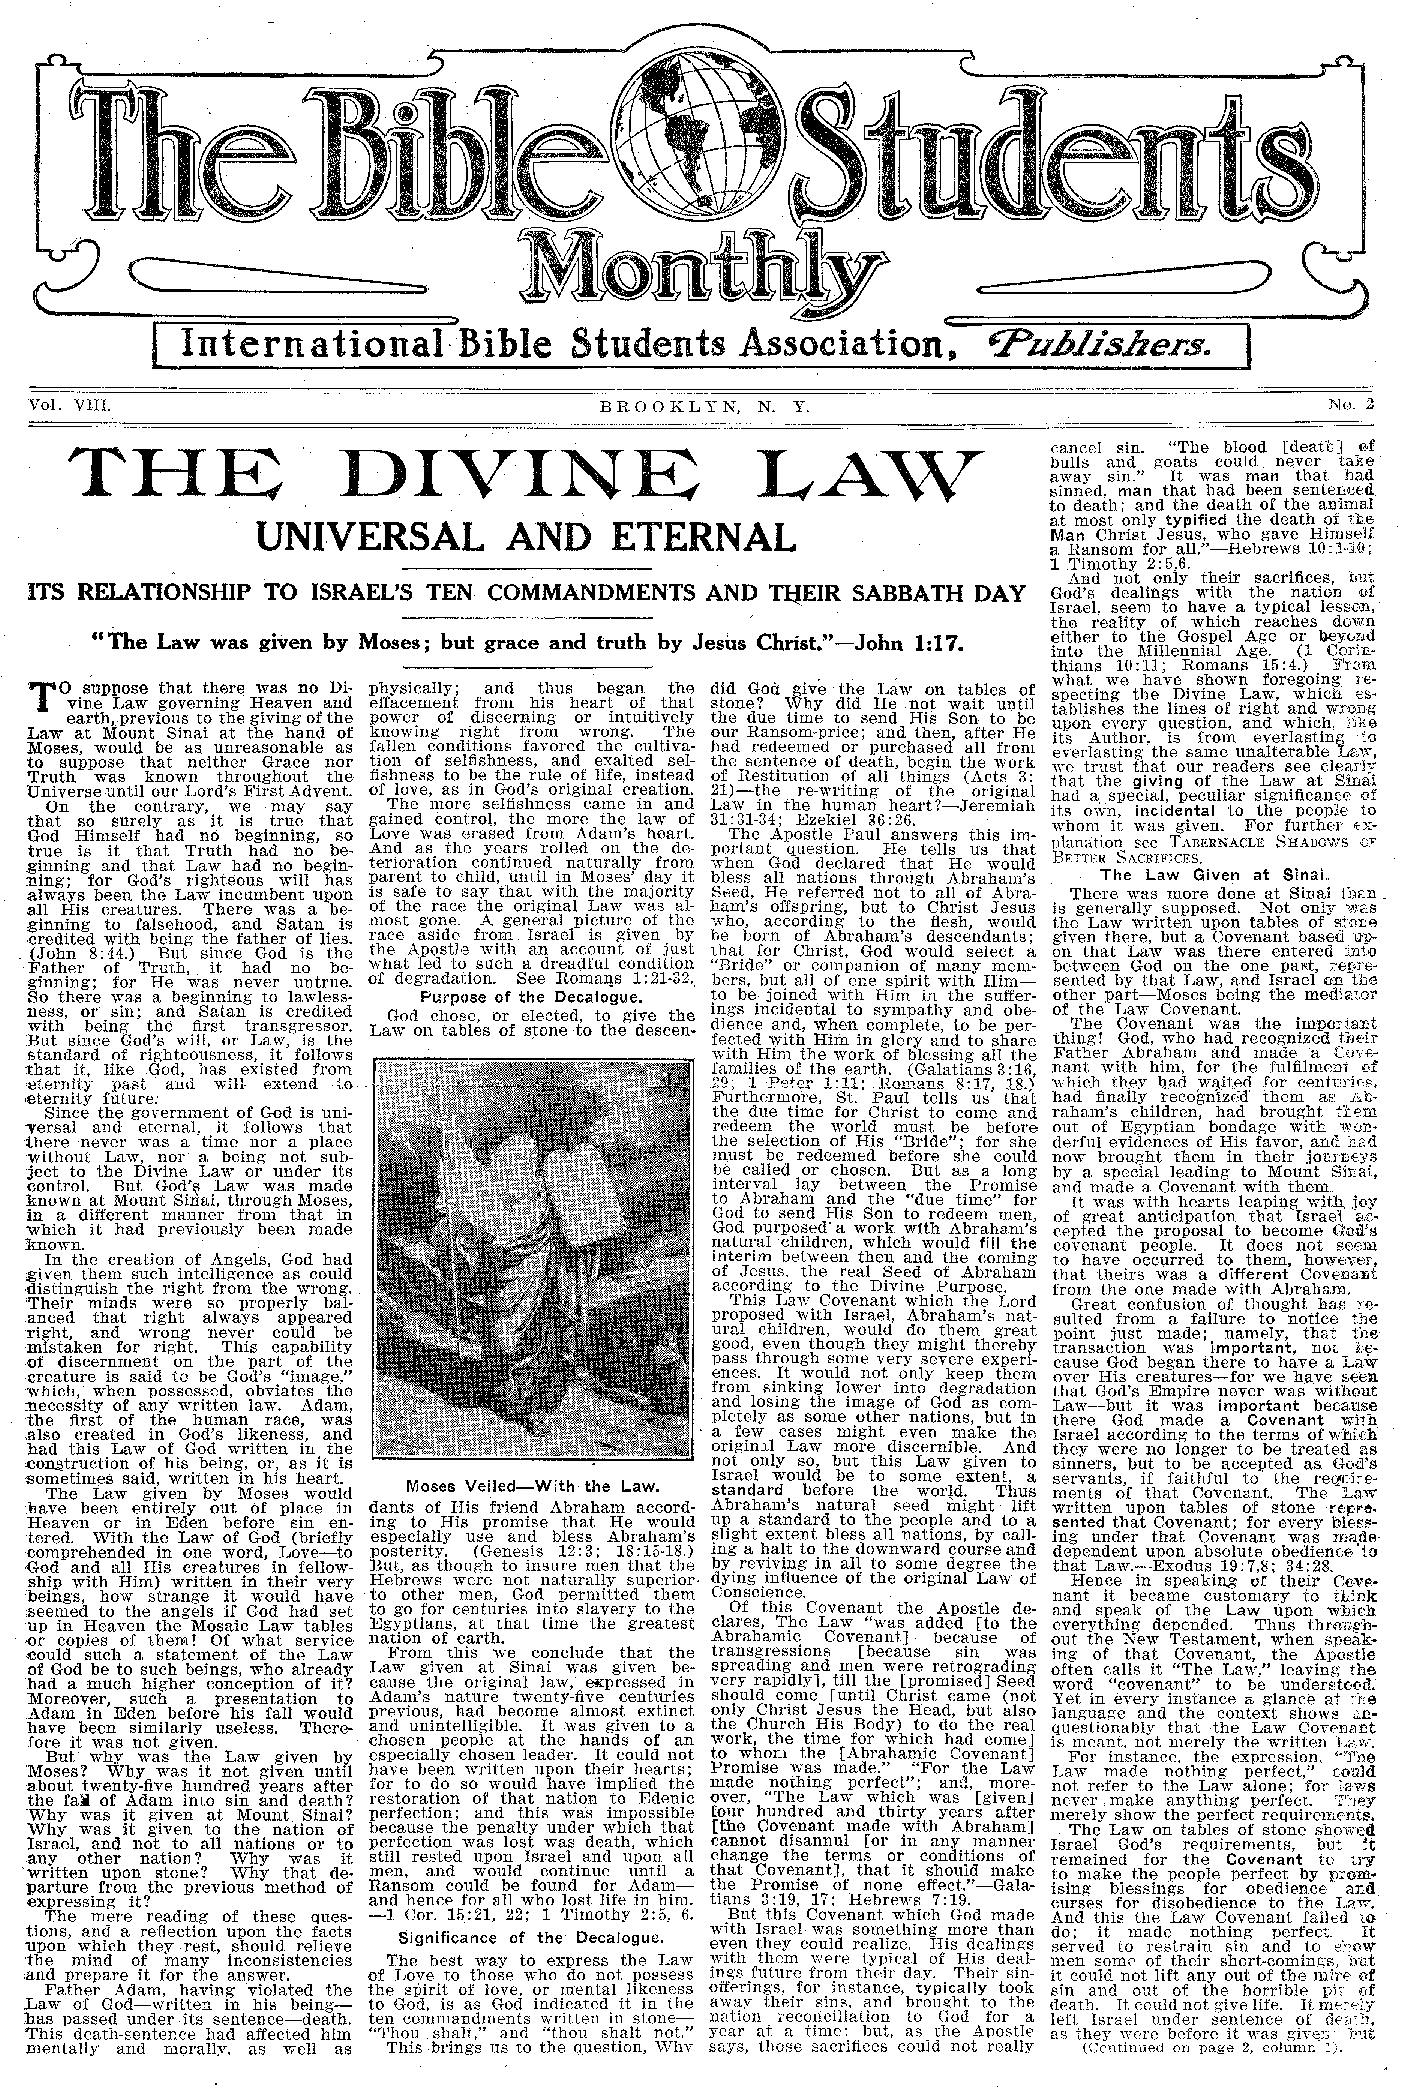 The Bible Students
Monthly
International Bible Students Association, Publishers.
Vol. VIII. BROOKLYN, N. Y. No. 2
THE DIVINE LAW
UNIVERSAL AND ETERNAL
ITS RELATIONSHIP TO ISRAEL'S TEN COMMANDMENTS AND THEIR SABBATH DAY
"The Law was given by Moses; but grace and truth by Jesus Christ."—John 1:17.
TO suppose that there was no Di-
vine Law governing Heaven and
earth, previous to the giving of the
Law at Mount Sinai at the hand of
Moses, would be as unreasonable as
to suppose that neither Grace nor
Truth was known throughout the
Universe until our Lord's First Advent.
On the contrary, we may say
that so surely as it is true that
God Himself had no beginning, so
true is it that Truth had no be-
ginning and that Law had no begin-
ning; for God's righteous will has
always been the Law incumbent upon
all His creatures. There was a be-
ginning to falsehood, and Satan is
credited with being the father of lies.
(John 8:44.) But since God is the
Father of Truth, it had no be-
ginning; for He was never untrue.
So there was a beginning to lawless-
ness, or sin; and Satan is credited
with being the first transgressor.
But since God's will, or Law, is the
standard of righteousness, it follows
that it, like God, has existed from
eternity past and will extend to
eternity future.
Since the government of God is uni-
versal and eternal, it follows that
there never was a time nor a place
without Law, nor a being not sub-
ject to the Divine Law or under its
control. But God's Law was made
known at Mount Sinai, through Moses,
in a different manner from that in
which it had previously been made
known.
In the creation of Angels, God had
given them such intelligence as could
distinguish the right from the wrong.
Their minds were so properly bal-
anced that right always appeared
right, and wrong never could be
mistaken for right. This capability
of discernment on the part of the
creature is said to be God's "image,"
which, when possessed, obviates the
necessity of any written law. Adam,
the first of the human race, was
also created in God's likeness, and
had this Law of God written in the
construction of his being, or, as it is
sometimes said, written in his heart.
The Law given by Moses would
have been entirely out of place in
Heaven or in Eden before sin en-
tered. With the Law of God (briefly
comprehended in one word, Love—to
God and all His creatures in fellow-
ship with Him) written in their very
beings, how strange it would have
seemed to the angels if God had set
up in Heaven the Mosaic Law tables
or copies of them! Of what service
could such a statement of the Law
of God be to such beings, who already
had a much higher conception of it?
Moreover, such a presentation to
Adam in Eden before his fall would
have been similarly useless. There-
fore it was not given.
But why was the Law given by
Moses? Why was it not given until
about twenty-five hundred years after
the fall of Adam into sin and death?
Why was it given at Mount Sinai?
Why was it given to the nation of
Israel, and not to all nations or to
any other nation? Why was it
written upon stone? Why that de-
parture from the previous method of
expressing it?
The mere reading of these ques-
tions, and a reflection upon the facts
upon which they rest, should relieve
the mind of many inconsistencies
and prepare it for the answer.
Father Adam, having violated the
Law of God—written in his being—
has passed under its sentence—death.
This death-sentence had affected him
mentally and morally, as well as
physically; and thus began the
effacement from his heart of that
power of discerning or intuitively
knowing right from wrong. The
fallen conditions favored the cultiva-
tion of selfishness, and exalted sel-
fishness to be the rule of life, instead
of love, as in God's original creation.
The more selfishness came in and
gained control, the more the law of
Love was erased from Adam's heart.
And as the years rolled on the de-
terioration continued naturally from
parent to child, until in Moses' day it
is safe to say that with the majority
of the race the original Law was al-
most gone. A general picture of the
race aside from Israel is given by
the Apostle with an account of just
what led to such a dreadful condition
of degradation. See Romans 1:21-32.
Purpose of the Decalogue.
God chose, or elected, to give the
Law on tables of stone to the descen-
Moses Veiled—With the Law.
dants of His friend Abraham accord-
ing to His promise that He would
especially use and bless Abraham's
posterity. (Genesis 12:3; 18:15-18.)
But, as though to insure men that the
Hebrews were not naturally superior
to other men, God permitted them
to go for centuries into slavery to the
Egyptians, at that time the greatest
nation of earth.
From this we conclude that the
Law given at Sinai was given be-
cause the original law, expressed in
Adam's nature twenty-five centuries
previous, had become almost extinct
and unintelligible. It was given to a
chosen people at the hands of an
especially chosen leader. It could not
have been written upon their hearts;
for to do so would have implied the
restoration of that nation to Edenic
perfection; and this was impossible
because the penalty under which that
perfection was lost was death, which
still rested upon Israel and upon all
men, and would continue until a
Ransom could be found for Adam—
and hence for all who lost life in him.
—1 Cor. 15:21, 22; 1 Timothy 2:5, 6.
Significance of the Decalogue.
The best way to express the Law
of Love to those who do not possess
the spirit of love, or mental likeness
to God, is as God indicated it in the
ten commandments written in stone—
"Thou shalt," and "thou shalt not."
This brings us to the question, Why
did God give the Law on tables of
stone? Why did He not wait until
the due time to send His Son to be
our Ransom-price; and then, after He
had redeemed or purchased all from
the sentence of death, begin the work
of Restitution of all things (Acts 3:
21)—the re-writing of the original
Law in the human heart?—Jeremiah
31:31-34; Ezekiel 36:26.
The Apostle Paul answers this im-
portant question. He tells us that
when God declared that He would
bless all nations through Abraham's
Seed, He referred not to all of Abra-
ham's offspring, but to Christ Jesus
who, according to the flesh, would
be born of Abraham's descendants;
that for Christ, God would select a
"Bride" or companion of many mem-
bers, but all of one spirit with Him—
to be joined with Him in the suffer-
ings incidental to sympathy and obe-
dience and, when complete, to be per-
fected with Him in glory and to share
with Him the work of blessing all the
families of the earth. (Galatians 3:16,
29; 1 Peter 1:11; Romans 8:17, 18.)
Furthermore, St. Paul tells us that
the due time for Christ to come and
redeem the world must be before
the selection of His "Bride"; for she
must be redeemed before she could
be called or chosen. But as a long
interval lay between the Promise
to Abraham and the "due time" for
God to send His Son to redeem men,
God purposed a work with Abraham's
natural children, which would fill the
interim between then and the coming
of Jesus, the real Seed of Abraham
according to the Divine Purpose.
This Law Covenant which the Lord
proposed with Israel, Abraham's nat-
ural children, would do them great
good, even though they might thereby
pass through some very severe experi-
ences. It would not only keep them
from sinking lower into degradation
and losing the image of God as com-
pletely as some other nations, but in
a few cases might even make the
original Law more discernible. And
not only so, but this Law given to
Israel would be to some extent, a
standard before the world. Thus
Abraham's natural seed might lift
up a standard to the people and to a
slight extent bless all nations, by call-
ing a halt to the downward course and
by reviving in all to some degree the
dying influence of the original Law of
Conscience.
Of this Covenant the Apostle de-
clares, The Law "was added [to the
Abrahamic Covenant] because of
transgressions [because sin was
spreading and men were retrograding
very rapidly], till the [promised] Seed
should come [until Christ came (not
only Christ Jesus the Head, but also
the Church His Body) to do the real
work, the time for which had come]
to whom the [Abrahamic Covenant]
Promise was made." "For the Law
made nothing perfect"; and, more-
over, "The Law which was [given]
four hundred and thirty years after
[the Covenant made with Abraham]
cannot disannul [or in any manner
change the terms or conditions of
that Covenant], that it should make
the Promise of none effect."—Gala-
tians 3:19, 17; Hebrews 7:19.
But this Covenant which God made
with Israel was something more than
even they could realize. His dealings
with them were typical of His deal-
ings future from their day. Their sin-
offerings, for instance, typically took
away their sins, and brought to the
nation reconciliation to God for a
year at a time; but, as the Apostle
says, those sacrifices could not really
cancel sin. "The blood [death] of
bulls and goats could never take
away sin." It was man that had
sinned, man that had been sentenced
to death; and the death of the animal
at most only typified the death of the
Man Christ Jesus, who gave Himself
a Ransom for all."—Hebrews 10:1-10;
1 Timothy 2:5,6.
And not only their sacrifices, but
God's dealings with the nation of
Israel, seem to have a typical lesson,
the reality of which reaches down
either to the Gospel Age or beyond
into the Millennial Age. (1 Corin-
thians 10:11; Romans 15:4.) From
what we have shown foregoing re-
specting the Divine Law, which es-
tablishes the lines of right and wrong
upon every question, and which, like
its Author, is from everlasting to
everlasting the same unalterable Law,
we trust that our readers see clearly
that the giving of the Law at Sinai
had a special, peculiar significance of
its own, incidental to the people to
whom it was given. For further ex-
planation see TABERNACLE SHADOWS OF
BETTER SACRIFICES.
The Law Given at Sinai.
There was more done at Sinai than
is generally supposed. Not only was
the Law written upon tables of stone
given there, but a Covenant based up-
on that Law was there entered into
between God on the one part, repre-
sented by that Law, and Israel on the
other part—Moses being the mediator
of the Law Covenant.
The Covenant was the important
thing! God, who had recognized their
Father Abraham and made a Cove-
nant with him, for the fulfilment of
which they had waited for centuries,
had finally recognized them as Ab-
raham's children, had brought them
out of Egyptian bondage with won-
derful evidences of His favor, and had
now brought them in their journeys
by a special leading to Mount Sinai,
and made a Covenant with them.
It was with hearts leaping with joy
of great anticipation that Israel ac-
cepted the proposal to become God's
covenant people. It does not seem
to have occurred to them, however,
that theirs was a different Covenant
from the one made with Abraham.
Great confusion of thought has re-
sulted from a failure to notice the
point just made; namely, that the
transaction was important, not be-
cause God began there to have a Law
over His creatures—for we have seen
that God's Empire never was without
Law—but it was important because
there God made a Covenant with
Israel according to the terms of which
they were no longer to be treated as
sinners, but to be accepted as God's
servants, if faithful to the require-
ments of that Covenant. The Law
written upon tables of stone repre-
sented that Covenant; for every bless-
ing under that Covenant was made
dependent upon absolute obedience to
that Law.—Exodus 19:7,8; 34:28.
Hence in speaking of their Cove-
nant it became customary to think
and speak of the Law upon which
everything depended. Thus through-
out the New Testament, when speak-
ing of that Covenant, the Apostle
often calls it "The Law," leaving the
word "covenant" to be understood.
Yet in every instance a glance at the
language and the context shows un-
questionably that the Law Covenant
is meant, not merely the written Law.
For instance, the expression, "The
Law made nothing perfect," could
not refer to the Law alone; for laws
never make anything perfect. They
merely show the perfect requirements.
The Law on tables of stone showed
Israel God's requirements, but it
remained for the Covenant to try
to make the people perfect by prom-
ising blessings for obedience and
curses for disobedience to the Law.
And this the Law Covenant failed to
do; it made nothing perfect. It
served to restrain sin and to show
men some of their short-comings, but
it could not lift any out of the mire of
sin and out of the horrible pit of
death. It could not give life. It merely
left Israel under sentence of death,
as they were before it was given; but
(Continued on page 2, column 1).